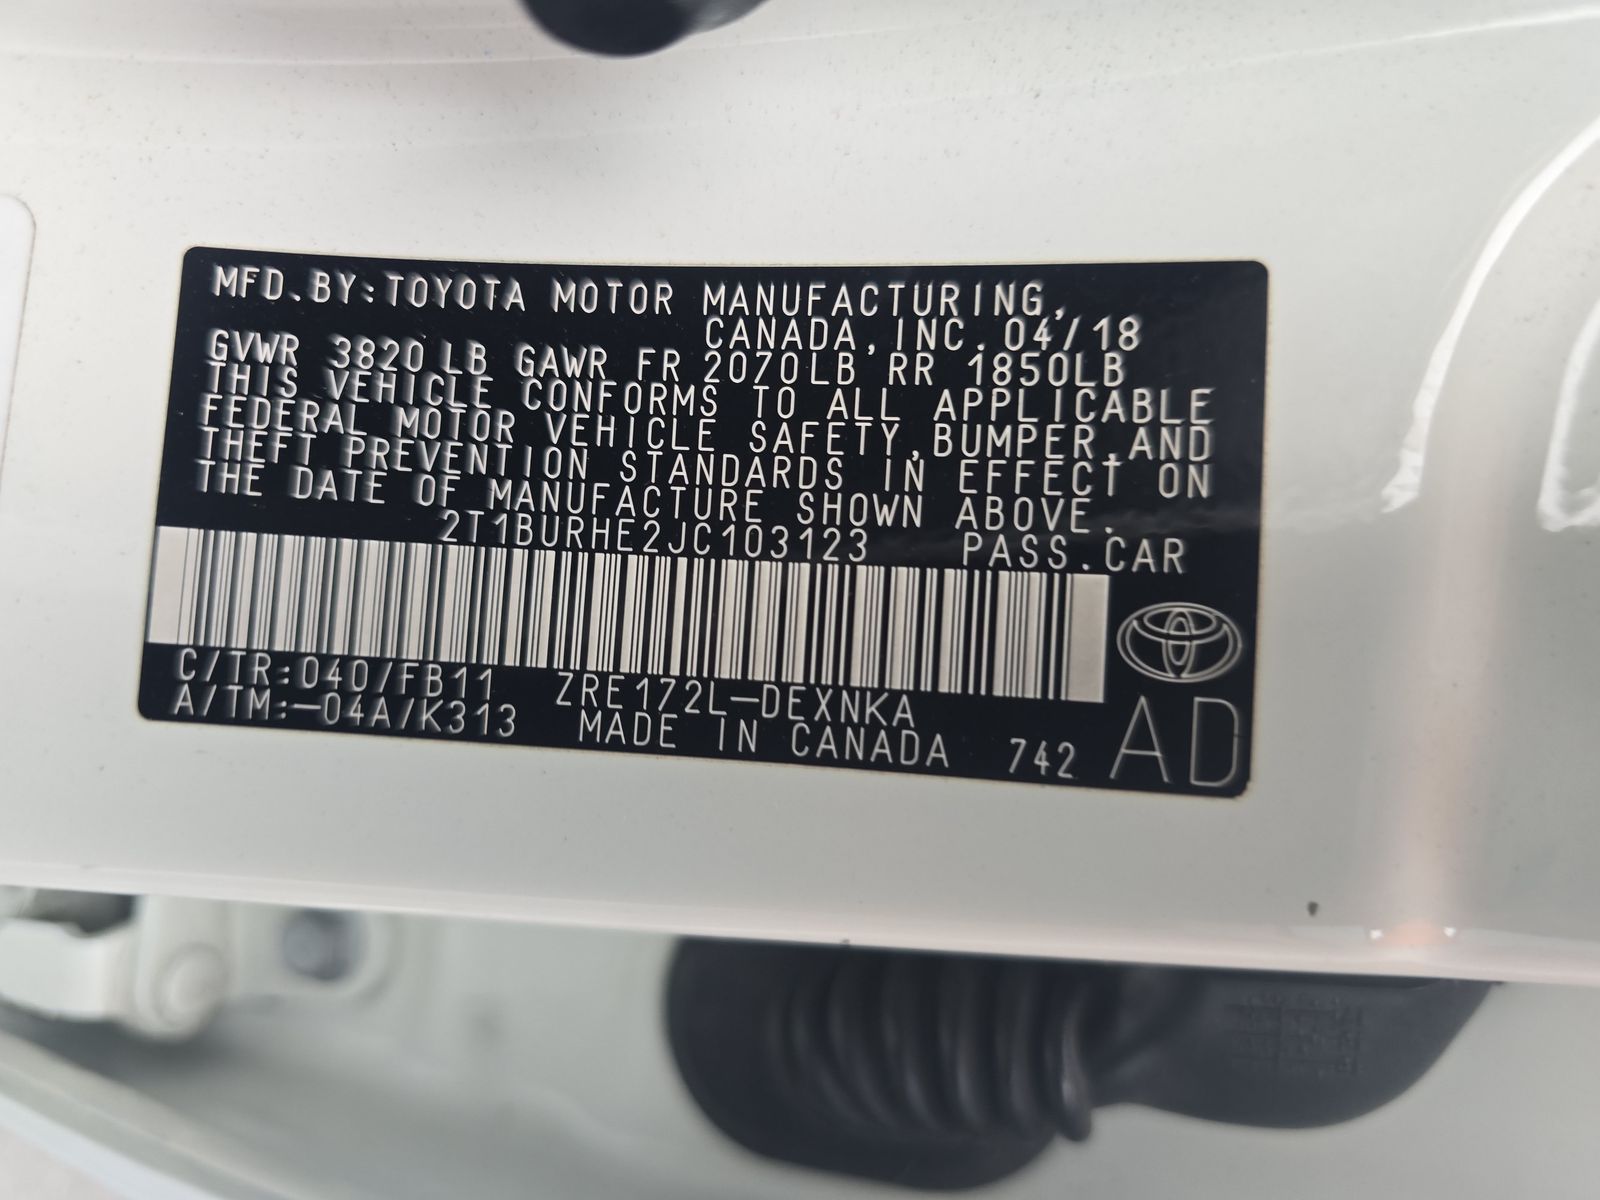 MFD.BY:TOYOTA MOTOR MANUFACTURING,
CANADA,INC.04/18
GVWR 3820LB GAWR FR 2070LB RR 1850LB
THIS VEHICLE CONFORMS TO ALL APPLICABLE
FEDERAL MOTOR VEHICLE SAFETY,BUMPER,AND
THEFT PREVENTION STANDARDS IN EFFECT ON
THE DATE OF MANUFACTURE SHOWN ABOVE.
2T1BURHE2JC103123 PASS.CAR
C/TR:040/FB11 ZRE172L-DEXNKA
A/TM:-04A/K313 MADE IN CANADA 742 AD